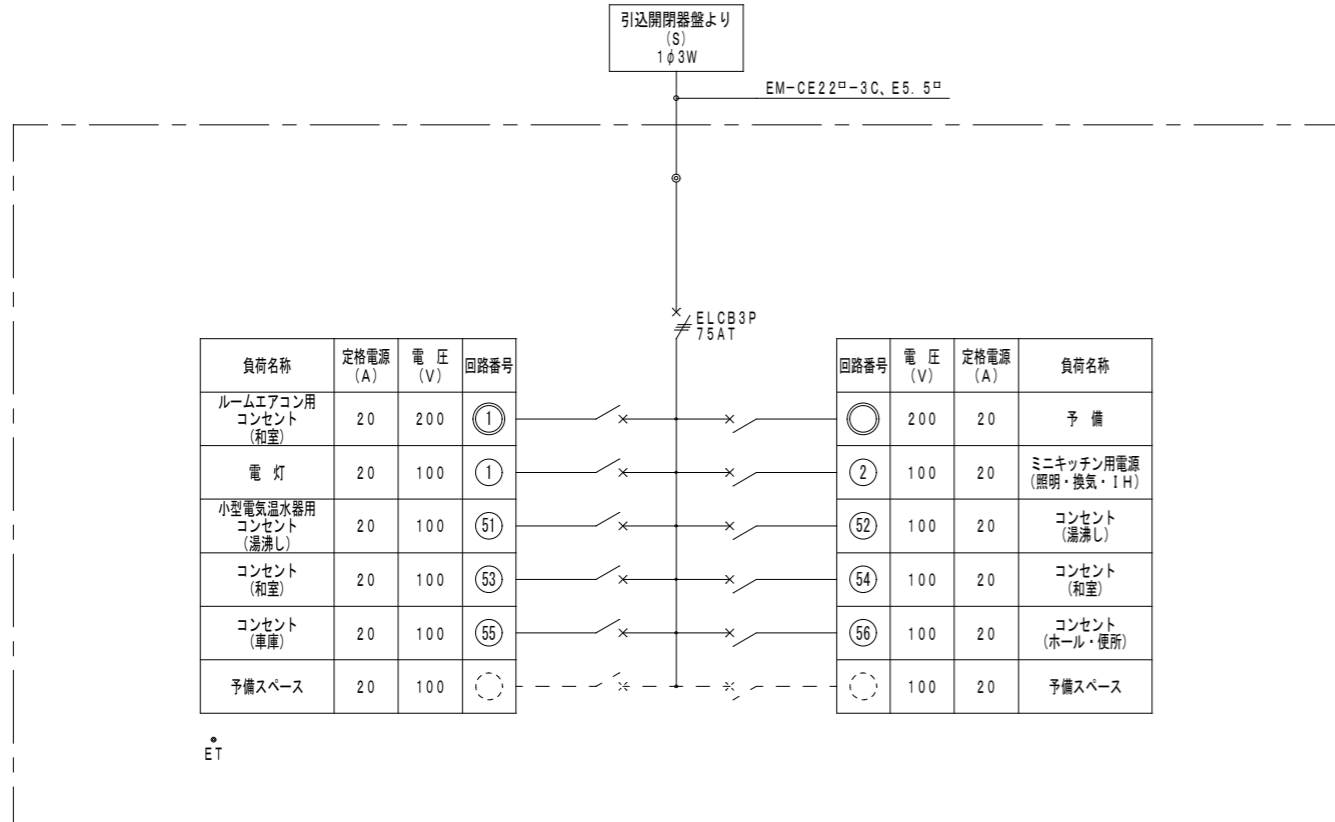 引込開閉器盤より
(S)
1φ3W
EM-CE22□-3C、E5.5□
ELCB3P
75AT
負荷名称 定格電源(A) 電 圧(V) 回路番号
ルームエアコン用
コンセント
(和室)
20 200 1
電 灯 20 100 1
小型電気温水器用
コンセント
(湯沸し)
20 100 51
コンセント
(和室)
20 100 53
コンセント
(車庫)
20 100 55
予備スペース 20 100
回路番号 電 圧(V) 定格電源(A) 負荷名称
200 20 予 備
2 100 20 ミニキッチン用電源
(照明・換気・IH)
52 100 20 コンセント
(湯沸し)
54 100 20 コンセント
(和室)
56 100 20 コンセント
(ホール・便所)
100 20 予備スペース
ET